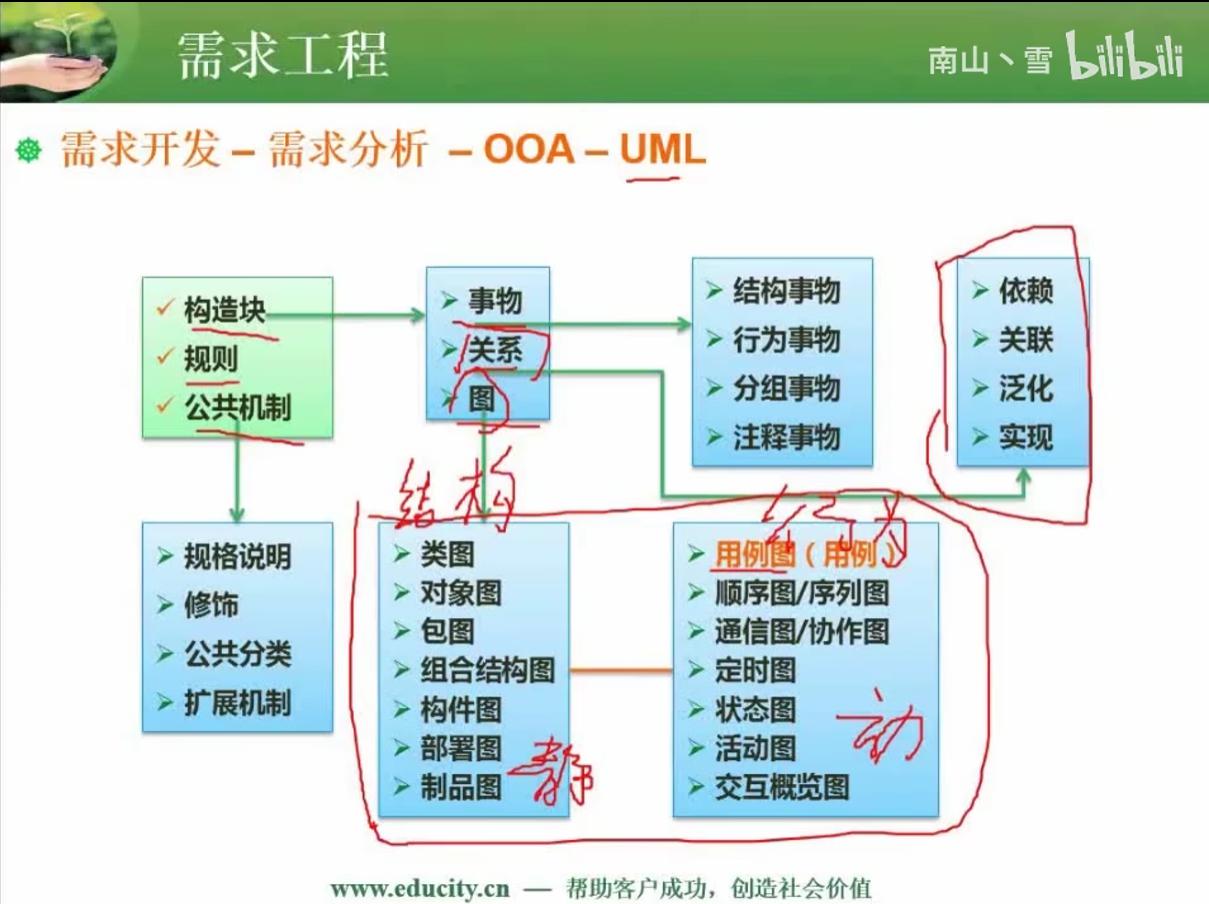 需求工程
南山丶雪 bilibili
需求开发 – 需求分析 – OOA – UML
构造块
规则
公共机制
事物
关系
图
结构事物
行为事物
分组事物
注释事物
依赖
关联
泛化
实现
规格说明
修饰
公共分类
扩展机制
结构
类图
对象图
包图
组合结构图
构件图
部署图
制品图
静
行为
用例图（用例）
顺序图/序列图
通信图/协作图
定时图
状态图
活动图
交互概览图
动
www.educity.cn — 帮助客户成功，创造社会价值